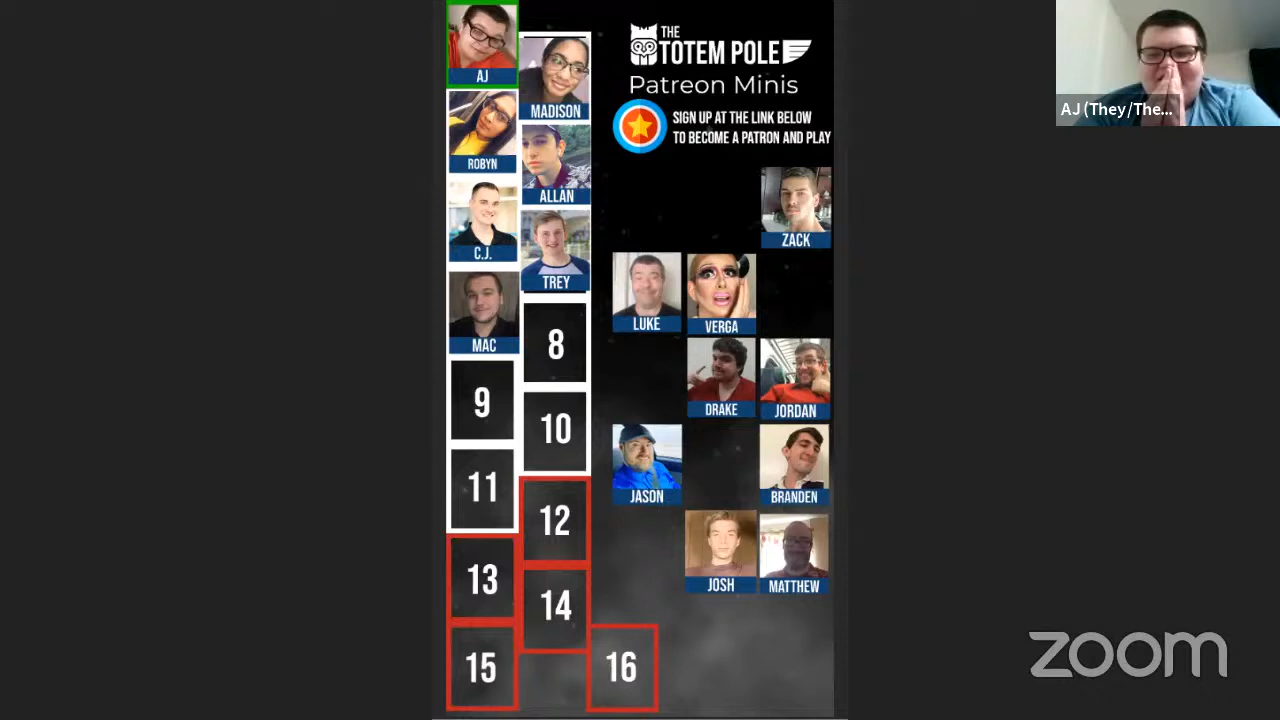 AJ
MADISON
ROBYN
ALLAN
C.J.
TREY
MAC
8
9
10
11
12
13
14
15
16
THE
TOTEM POLE
Patreon Minis
SIGN UP AT THE LINK BELOW
TO BECOME A PATRON AND PLAY
ZACK
LUKE
VERGA
DRAKE
JORDAN
JASON
BRANDEN
JOSH
MATTHEW
AJ (They/The...
zoom